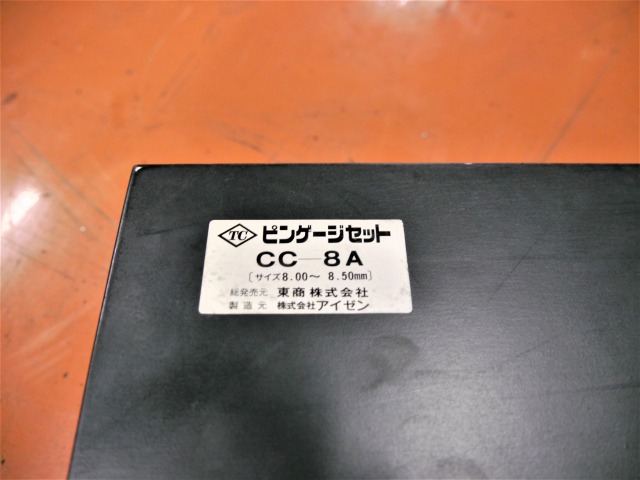 TC ピンゲージセット
CC-8A
〔サイズ8.00〜 8.50mm〕
総発売元 東商株式会社
製造元 株式会社アイゼン